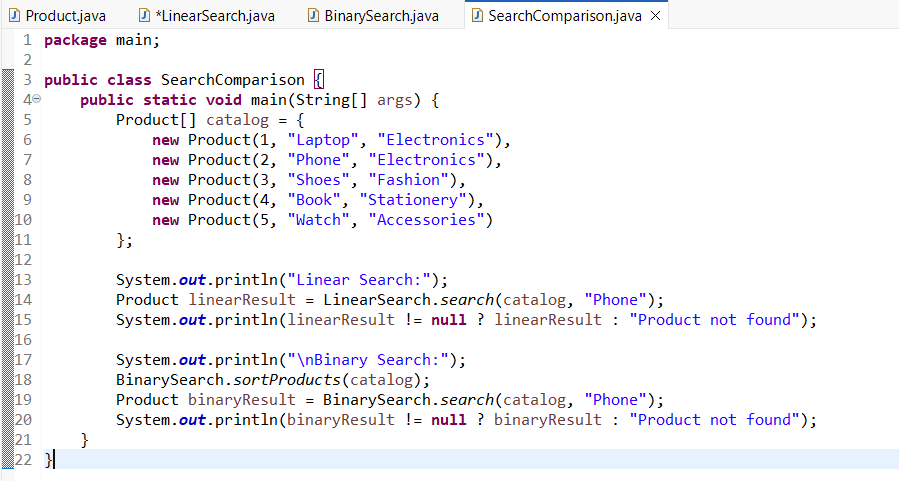 Product.java *LinearSearch.java BinarySearch.java SearchComparison.java
1 package main;
2
3 public class SearchComparison {
4 public static void main(String[] args) {
5 Product[] catalog = {
6 new Product(1, "Laptop", "Electronics"),
7 new Product(2, "Phone", "Electronics"),
8 new Product(3, "Shoes", "Fashion"),
9 new Product(4, "Book", "Stationery"),
10 new Product(5, "Watch", "Accessories")
11 };
12
13 System.out.println("Linear Search:");
14 Product linearResult = LinearSearch.search(catalog, "Phone");
15 System.out.println(linearResult != null ? linearResult : "Product not found");
16
17 System.out.println("\nBinary Search:");
18 BinarySearch.sortProducts(catalog);
19 Product binaryResult = BinarySearch.search(catalog, "Phone");
20 System.out.println(binaryResult != null ? binaryResult : "Product not found");
21 }
22 }